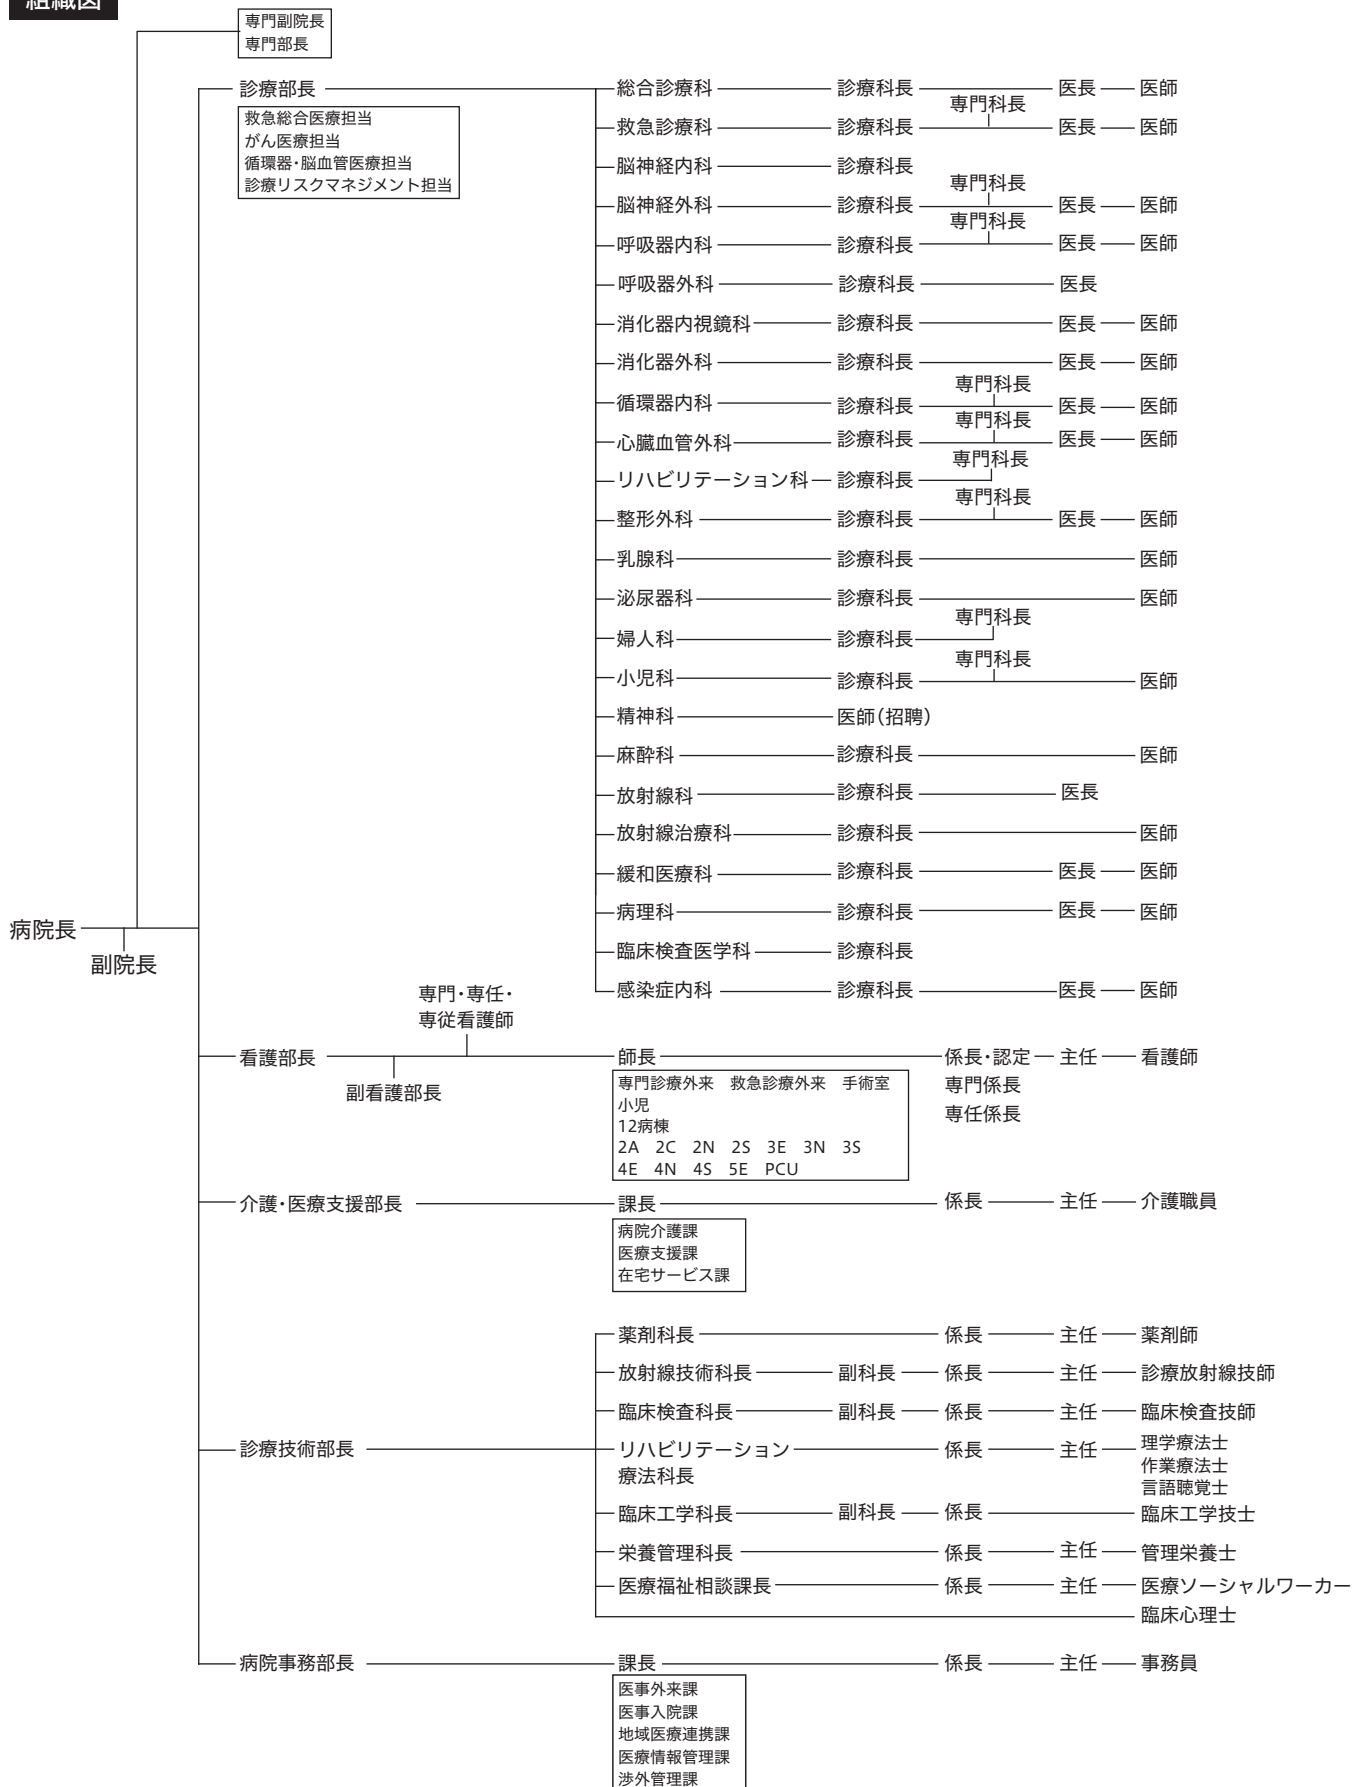 組織図
専門副院長
専門部長
診療部長
救急総合医療担当
がん医療担当
循環器・脳血管医療担当
診療リスクマネジメント担当
総合診療科 診療科長 医長 医師
専門科長
救急診療科 診療科長 医長 医師
脳神経内科 診療科長
専門科長
脳神経外科 診療科長 医長 医師
専門科長
呼吸器内科 診療科長 医長 医師
呼吸器外科 診療科長 医長
消化器内視鏡科 診療科長 医長 医師
消化器外科 診療科長 医長 医師
専門科長
循環器内科 診療科長 医長 医師
専門科長
心臓血管外科 診療科長 医長 医師
専門科長
リハビリテーション科 診療科長
専門科長
整形外科 診療科長 医長 医師
乳腺科 診療科長 医師
泌尿器科 診療科長 医師
専門科長
婦人科 診療科長
専門科長
小児科 診療科長 医師
精神科 医師(招聘)
麻酔科 診療科長 医師
放射線科 診療科長 医長
放射線治療科 診療科長 医師
緩和医療科 診療科長 医長 医師
病理科 診療科長 医長 医師
臨床検査医学科 診療科長
感染症内科 診療科長 医長 医師
病院長
副院長
専門・専任・
専従看護師
看護部長 師長 係長・認定 主任 看護師
副看護部長
専門係長
専任係長
専門診療外来 救急診療外来 手術室
小児
12病棟
2A 2C 2N 2S 3E 3N 3S
4E 4N 4S 5E PCU
介護・医療支援部長 課長 係長 主任 介護職員
病院介護課
医療支援課
在宅サービス課
診療技術部長
薬剤科長 係長 主任 薬剤師
放射線技術科長 副科長 係長 主任 診療放射線技師
臨床検査科長 副科長 係長 主任 臨床検査技師
リハビリテーション 係長 主任 理学療法士
療法科長
作業療法士
言語聴覚士
臨床工学科長 副科長 係長 臨床工学技士
栄養管理科長 係長 主任 管理栄養士
医療福祉相談課長 係長 主任 医療ソーシャルワーカー
臨床心理士
病院事務部長 課長 係長 主任 事務員
医事外来課
医事入院課
地域医療連携課
医療情報管理課
渉外管理課